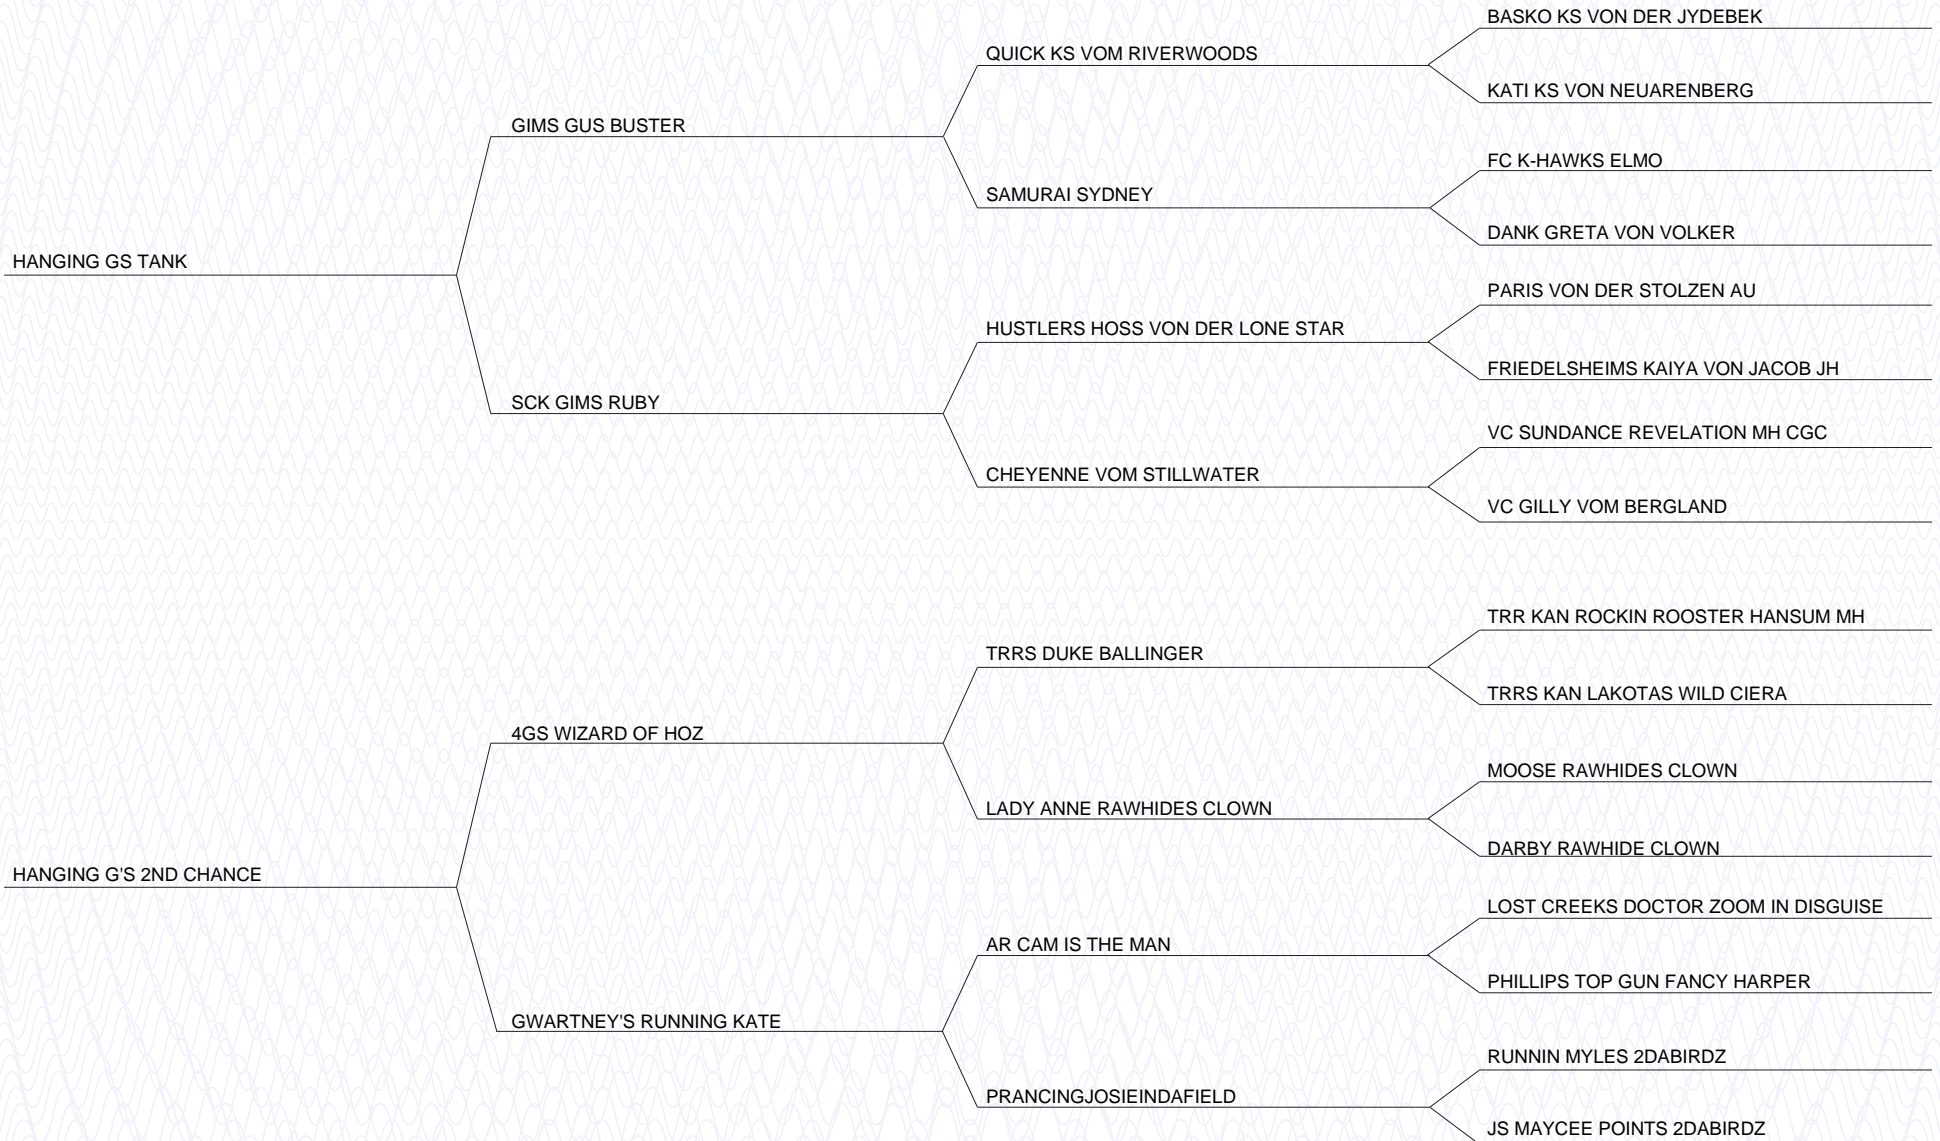 BASKO KS VON DER JYDEBEK
QUICK KS VOM RIVERWOODS
KATI KS VON NEUARENBERG
GIMS GUS BUSTER
FC K-HAWKS ELMO
SAMURAI SYDNEY
DANK GRETA VON VOLKER
HANGING GS TANK
PARIS VON DER STOLZEN AU
HUSTLERS HOSS VON DER LONE STAR
FRIEDELSHEIMS KAIYA VON JACOB JH
SCK GIMS RUBY
VC SUNDANCE REVELATION MH CGC
CHEYENNE VOM STILLWATER
VC GILLY VOM BERGLAND
TRR KAN ROCKIN ROOSTER HANSUM MH
TRRS DUKE BALLINGER
TRRS KAN LAKOTAS WILD CIERA
4GS WIZARD OF HOZ
MOOSE RAWHIDES CLOWN
LADY ANNE RAWHIDES CLOWN
DARBY RAWHIDE CLOWN
HANGING G'S 2ND CHANCE
LOST CREEKS DOCTOR ZOOM IN DISGUISE
AR CAM IS THE MAN
PHILLIPS TOP GUN FANCY HARPER
GWARTNEY'S RUNNING KATE
RUNNIN MYLES 2DABIRDZ
PRANCINGJOSIEINDAFIELD
JS MAYCEE POINTS 2DABIRDZ